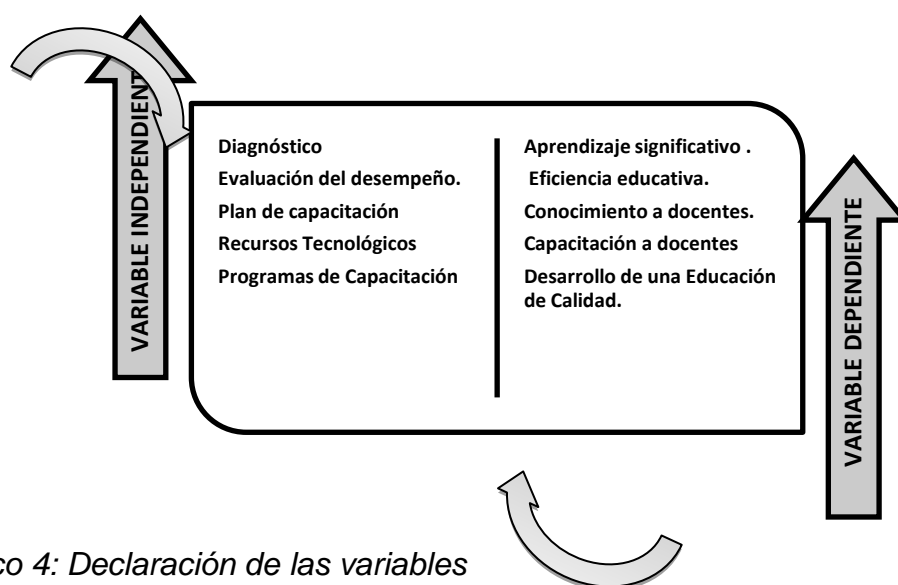 VARIABLE INDEPENDIENT
Diagnóstico
Evaluación del desempeño.
Plan de capacitación
Recursos Tecnológicos
Programas de Capacitación
Aprendizaje significativo .
Eficiencia educativa.
Conocimiento a docentes.
Capacitación a docentes
Desarrollo de una Educación
de Calidad.
VARIABLE DEPENDIENTE
co 4: Declaración de las variables